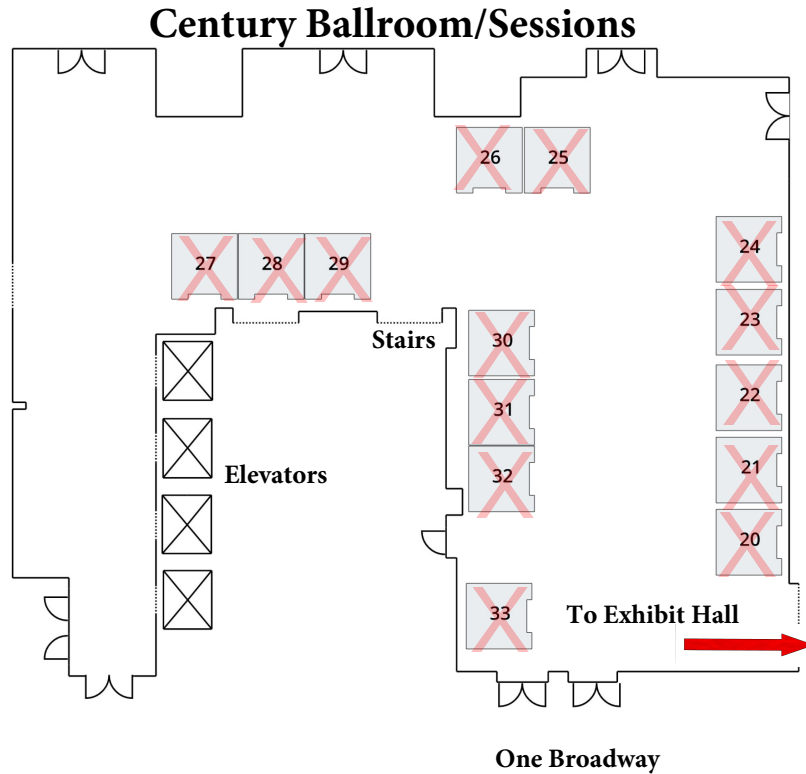 Century Ballroom/Sessions
26 25
24
27 28 29
23
Stairs
30
22
31
Elevators
32
21
20
33
To Exhibit Hall
One Broadway